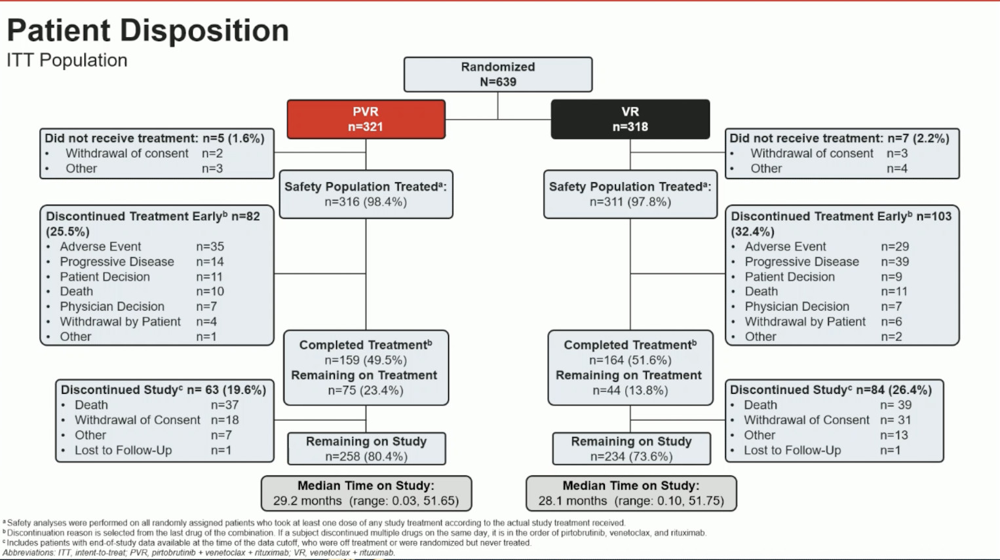 Patient Disposition
ITT Population
Randomized
N=639
PVR
n=321
VR
n=318
Did not receive treatment: n=5 (1.6%)
• Withdrawal of consent n=2
• Other n=3
Did not receive treatment: n=7 (2.2%)
• Withdrawal of consent n=3
• Other n=4
Safety Population Treatedᵃ:
n=316 (98.4%)
Safety Population Treatedᵃ:
n=311 (97.8%)
Discontinued Treatment Earlyᵇ n=82
(25.5%)
• Adverse Event n=35
• Progressive Disease n=14
• Patient Decision n=11
• Death n=10
• Physician Decision n=7
• Withdrawal by Patient n=4
• Other n=1
Discontinued Treatment Earlyᵇ n=103
(32.4%)
• Adverse Event n=29
• Progressive Disease n=39
• Patient Decision n=9
• Death n=11
• Physician Decision n=7
• Withdrawal by Patient n=6
• Other n=2
Completed Treatmentᵇ
n=159 (49.5%)
Remaining on Treatment
n=75 (23.4%)
Completed Treatmentᵇ
n=164 (51.6%)
Remaining on Treatment
n=44 (13.8%)
Discontinued Studyᶜ n= 63 (19.6%)
• Death n=37
• Withdrawal of Consent n=18
• Other n=7
• Lost to Follow-Up n=1
Discontinued Studyᶜ n=84 (26.4%)
• Death n= 39
• Withdrawal of Consent n= 31
• Other n=13
• Lost to Follow-Up n=1
Remaining on Study
n=258 (80.4%)
Remaining on Study
n=234 (73.6%)
Median Time on Study:
29.2 months (range: 0.03, 51.65)
Median Time on Study:
28.1 months (range: 0.10, 51.75)
ᵃ Safety analyses were performed on all randomly assigned patients who took at least one dose of any study treatment according to the actual study treatment received.
ᵇ Discontinuation reason is selected from the last drug of the combination. If a subject discontinued multiple drugs on the same day, it is in the order of pirtobrutinib, venetoclax, and rituximab.
ᶜ Includes patients with end-of-study data available at the time of the data cutoff, who were off treatment or were randomized but never treated.
Abbreviations: ITT, intent-to-treat; PVR, pirtobrutinib + venetoclax + rituximab; VR, venetoclax + rituximab.